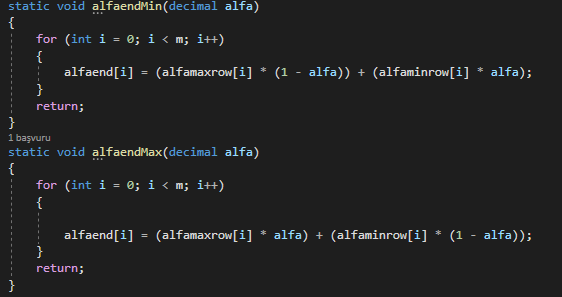 static void alfaendMin(decimal alfa)
{
for (int i = 0; i < m; i++)
{
alfaend[i] = (alfamaxrow[i] * (1 - alfa)) + (alfaminrow[i] * alfa);
}
return;
}
1 başvuru
static void alfaendMax(decimal alfa)
{
for (int i = 0; i < m; i++)
{
alfaend[i] = (alfamaxrow[i] * alfa) + (alfaminrow[i] * (1 - alfa));
}
return;
}